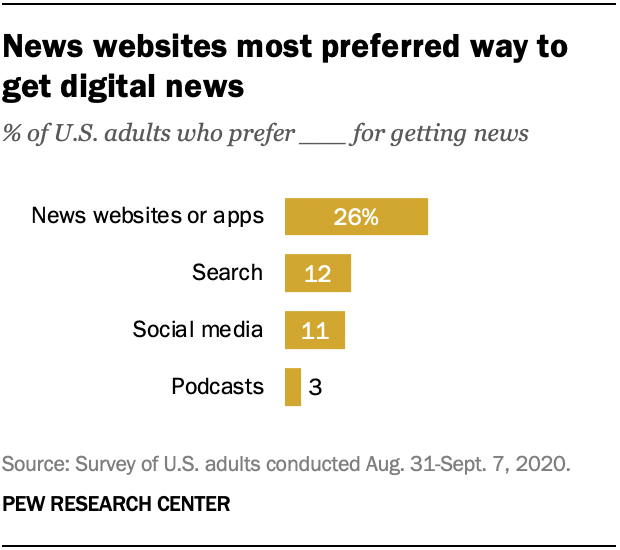 News websites most preferred way to
get digital news
% of U.S. adults who prefer ___ for getting news
News websites or apps 26%
Search 12
Social media 11
Podcasts 3
Source: Survey of U.S. adults conducted Aug. 31-Sept. 7, 2020.
PEW RESEARCH CENTER